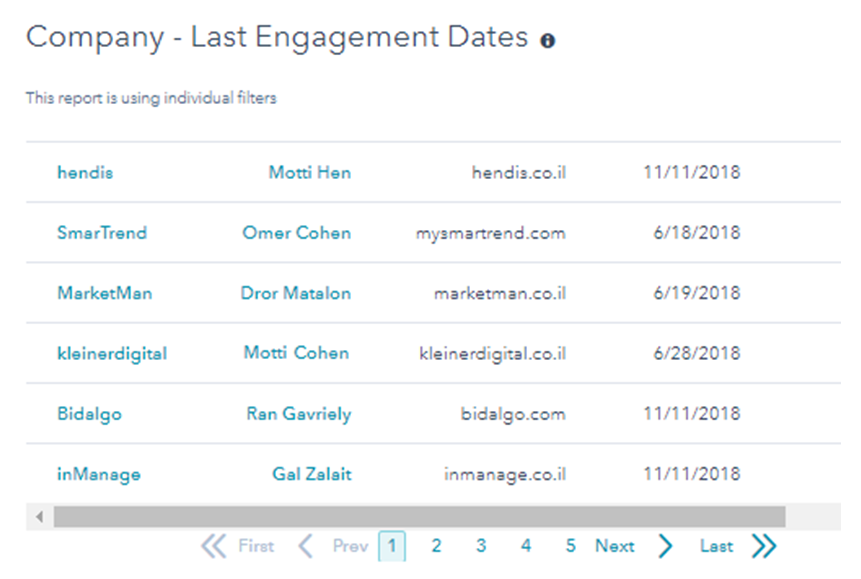 Company - Last Engagement Dates
This report is using individual filters
hendis Motti Hen hendis.co.il 11/11/2018
SmarTrend Omer Cohen mysmartrend.com 6/18/2018
MarketMan Dror Matalon marketman.co.il 6/19/2018
kleinerdigital Motti Cohen kleinerdigital.co.il 6/28/2018
Bidalgo Ran Gavriely bidalgo.com 11/11/2018
inManage Gal Zalait inmanage.co.il 11/11/2018
First Prev 1 2 3 4 5 Next Last